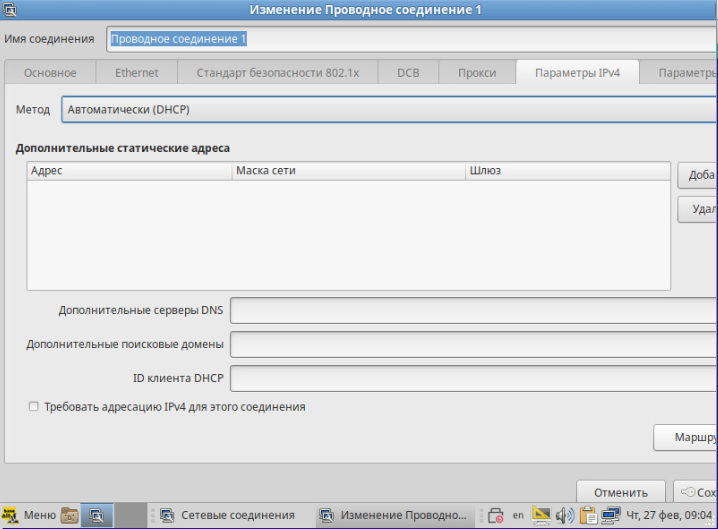 Изменение Проводное соединение 1
Имя соединения Проводное соединение 1
Основное Ethernet Стандарт безопасности 802.1x DCB Прокси Параметры IPv4 Параметры
Метод Автоматически (DHCP)
Дополнительные статические адреса
Адрес Маска сети Шлюз
Доба
Удал
Дополнительные серверы DNS
Дополнительные поисковые домены
ID клиента DHCP
Требовать адресацию IPv4 для этого соединения
Маршру
Отменить Сох
Меню Сетевые соединения Изменение Проводно... en Чт, 27 фев, 09:04